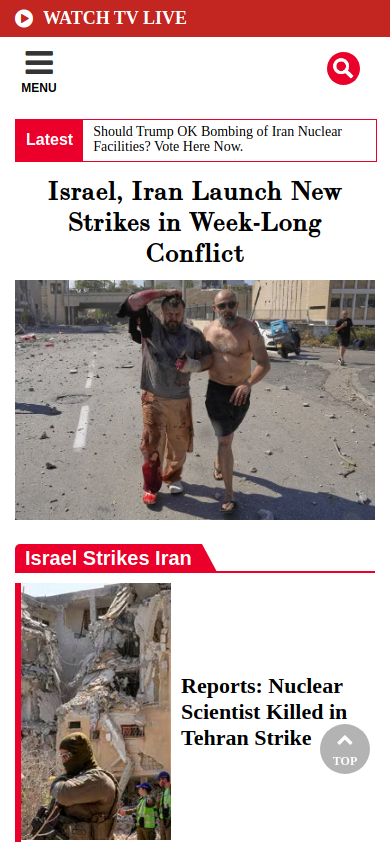 WATCH TV LIVE
MENU
Latest
Should Trump OK Bombing of Iran Nuclear
Facilities? Vote Here Now.
Israel, Iran Launch New
Strikes in Week-Long
Conflict
Israel Strikes Iran
Reports: Nuclear
Scientist Killed in
Tehran Strike
TOP